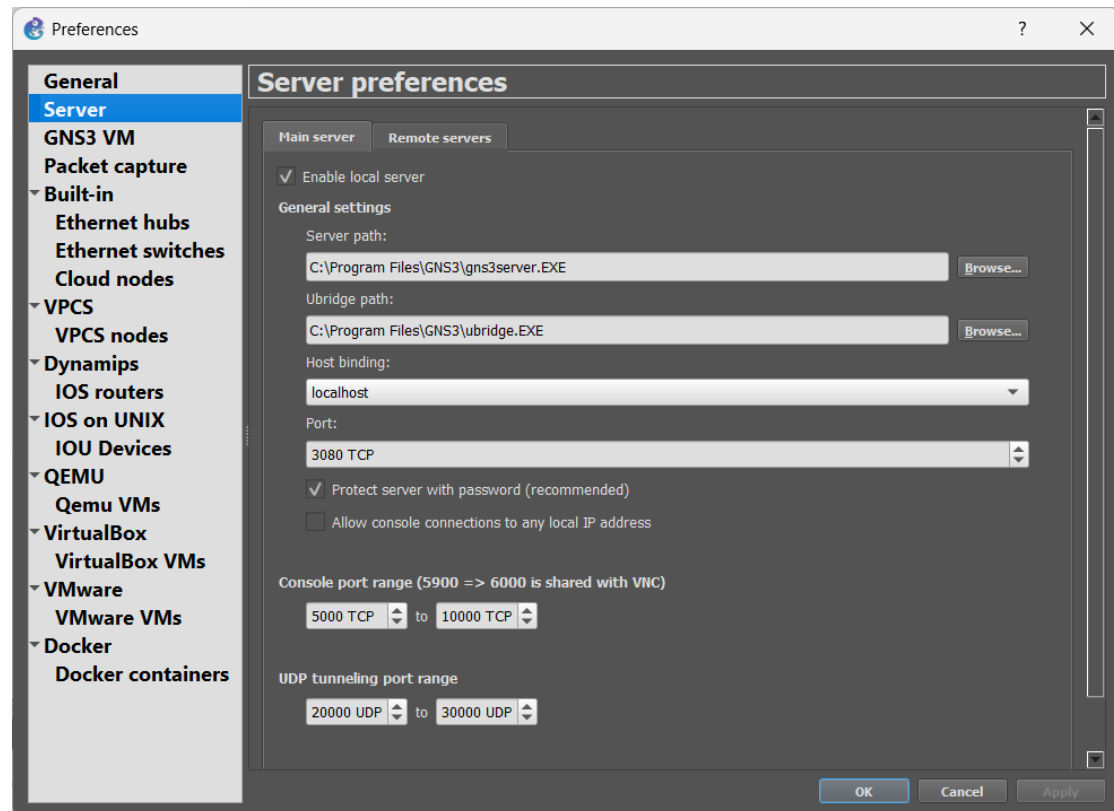 Preferences
?
General
Server
GNS3 VM
Packet capture
Built-in
Ethernet hubs
Ethernet switches
Cloud nodes
VPCS
VPCS nodes
Dynamips
IOS routers
IOS on UNIX
IOU Devices
QEMU
Qemu VMs
VirtualBox
VirtualBox VMs
VMware
VMware VMs
Docker
Docker containers
Server preferences
Main server Remote servers
Enable local server
General settings
Server path:
C:\Program Files\GNS3\gns3server.EXE Browse...
Ubridge path:
C:\Program Files\GNS3\ubridge.EXE Browse...
Host binding:
localhost
Port:
3080 TCP
Protect server with password (recommended)
Allow console connections to any local IP address
Console port range (5900 => 6000 is shared with VNC)
5000 TCP to 10000 TCP
UDP tunneling port range
20000 UDP to 30000 UDP
OK Cancel Apply